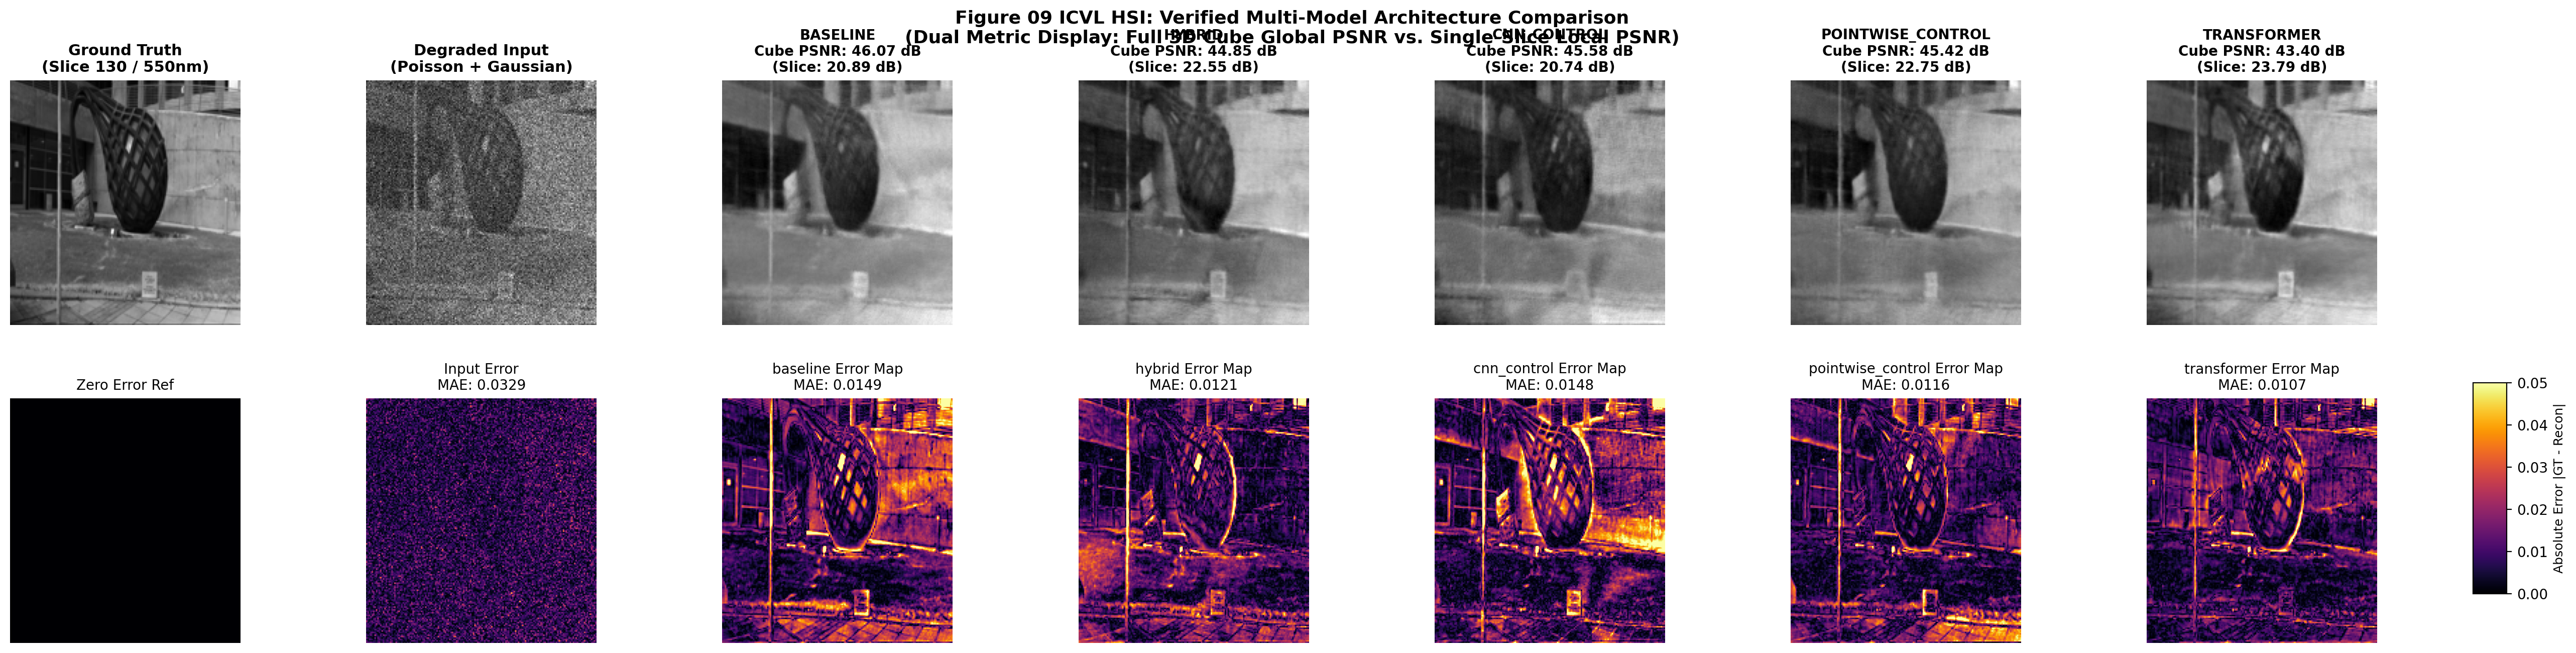 Figure 09 ICVL HSI: Verified Multi-Model Architecture Comparison
(Dual Metric Display: Full 3D Cube Global PSNR vs. Single-Slice Local PSNR)
Ground Truth
(Slice 130 / 550nm)
Degraded Input
(Poisson + Gaussian)
BASELINE
Cube PSNR: 46.07 dB
(Slice: 20.89 dB)
HYBRID
Cube PSNR: 44.85 dB
(Slice: 22.55 dB)
CNN_CONTROL
Cube PSNR: 45.58 dB
(Slice: 20.74 dB)
POINTWISE_CONTROL
Cube PSNR: 45.42 dB
(Slice: 22.75 dB)
TRANSFORMER
Cube PSNR: 43.40 dB
(Slice: 23.79 dB)
Zero Error Ref
Input Error
MAE: 0.0329
baseline Error Map
MAE: 0.0149
hybrid Error Map
MAE: 0.0121
cnn_control Error Map
MAE: 0.0148
pointwise_control Error Map
MAE: 0.0116
transformer Error Map
MAE: 0.0107
0.05
0.04
0.03
0.02
0.01
0.00
Absolute Error |GT - Recon|